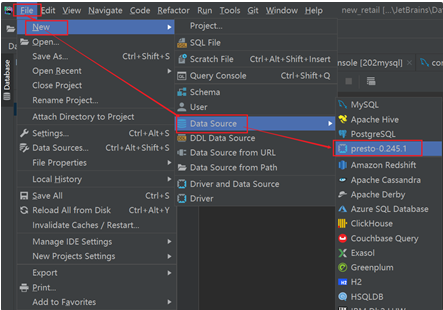 File Edit View Navigate Code Refactor Run Tools Git Window Help new_retail [...\JetBrains\Da
New
Open...
Save As... Ctrl+Shift+S
Open Recent
Close Project
Rename Project...
Attach Directory to Project
Settings... Ctrl+Alt+S
Data Sources... Ctrl+Alt+Shift+S
File Properties
Local History
Save All Ctrl+S
Reload All from Disk Ctrl+Alt+Y
Invalidate Caches / Restart...
Manage IDE Settings
New Projects Settings
Export
Print...
Add to Favorites
Database
Project...
SQL File
Scratch File Ctrl+Alt+Shift+Insert
Query Console Ctrl+Shift+Q
Schema
User
Data Source
DDL Data Source
Data Source from URL
Data Source from Path
Driver and Data Source
Driver
nsole [202mysql]
MySQL
Apache Hive
PostgreSQL
presto-0.245.1
Amazon Redshift
Apache Cassandra
Apache Derby
Azure SQL Database
ClickHouse
Couchbase Query
Exasol
Greenplum
H2
HSQLDB